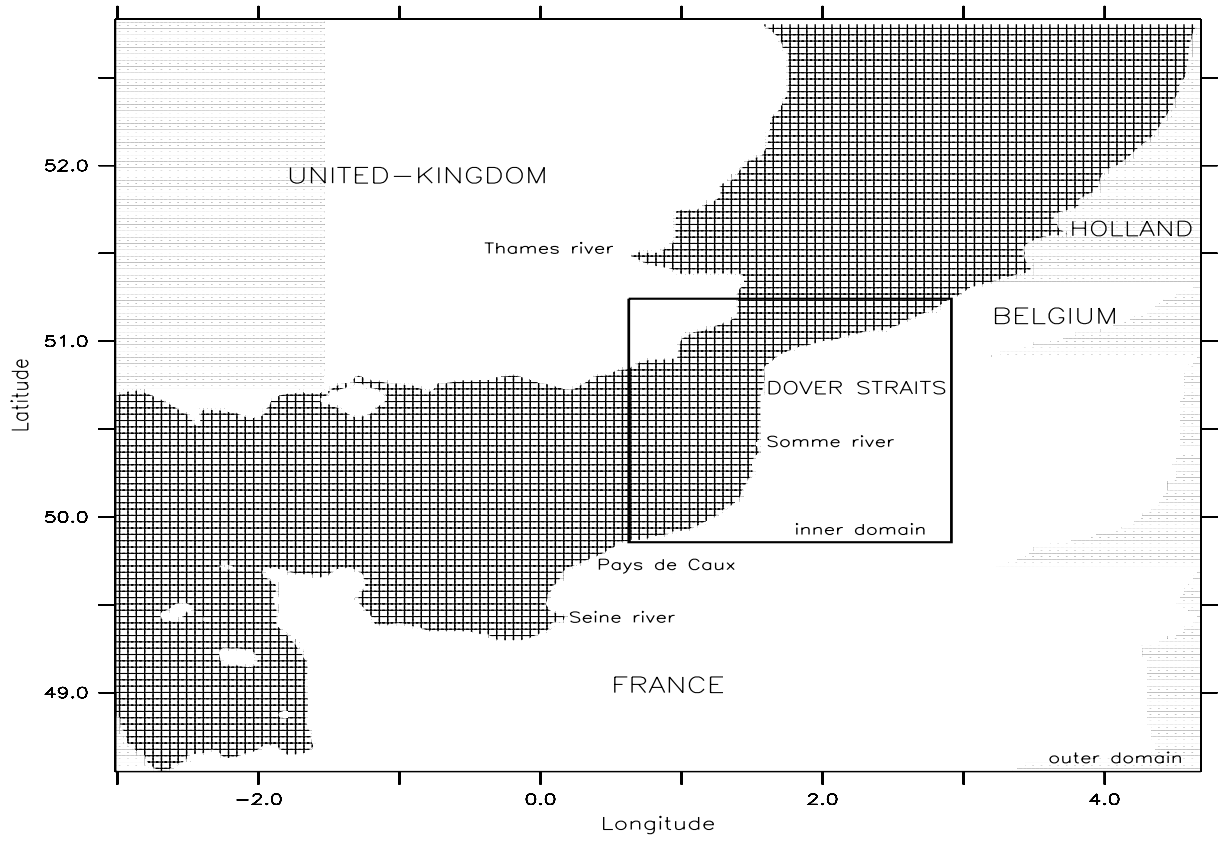 52.0
UNITED-KINGDOM
HOLLAND
Thames river
51.0
BELGIUM
DOVER STRAITS
Latitude
Somme river
50.0
inner domain
Pays de Caux
Seine river
FRANCE
49.0
outer domain
-2.0
0.0
2.0
4.0
Longitude